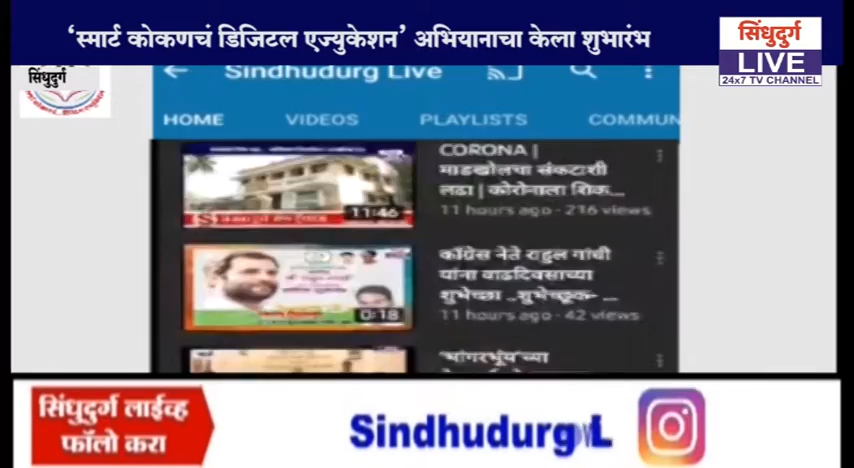 ‘स्मार्ट कोकणचं डिजिटल एज्युकेशन’ अभियानाचा केला शुभारंभ
सिंधुदुर्ग
LIVE
24x7 TV CHANNEL
सिंधुदुर्ग
Sindhudurg Live
HOME VIDEOS PLAYLISTS COMMUN
CORONA |
माडखोलचा संकटाशी
लढा | कोरोनाला शिक...
11:46
11 hours ago · 216 views
काँग्रेस नेते राहुल गांधी
यांना वाढदिवसाच्या
शुभेच्छा ..शुभेच्छूक- ...
0:18
11 hours ago · 42 views
'भांगरभूंय'च्या
सिंधुदुर्ग लाईव्ह
फॉलो करा
Sindhudurg L